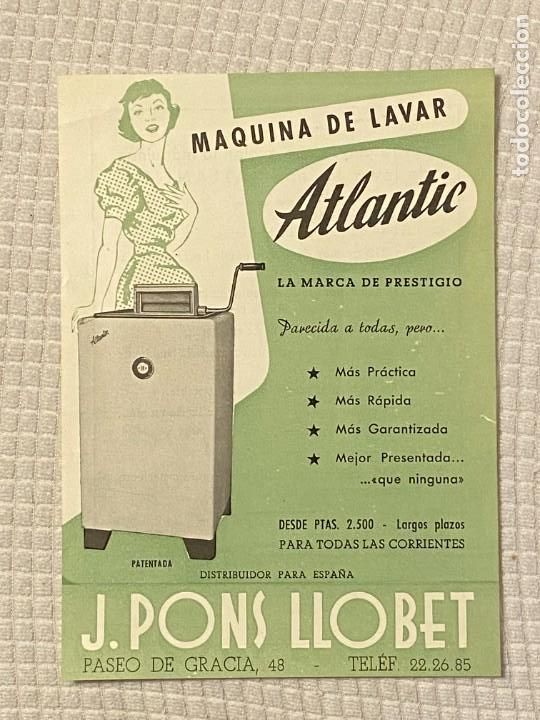 MAQUINA DE LAVAR
Atlantic
LA MARCA DE PRESTIGIO
Parecida a todas, pero...
★ Más Práctica
★ Más Rápida
★ Más Garantizada
★ Mejor Presentada...
...«que ninguna»
Atlantic
DESDE PTAS. 2.500 - Largos plazos
PARA TODAS LAS CORRIENTES
PATENTADA
DISTRIBUIDOR PARA ESPAÑA
J. PONS LLOBET
PASEO DE GRACIA, 48 - TELÉF. 22.26.85
todocoleccion